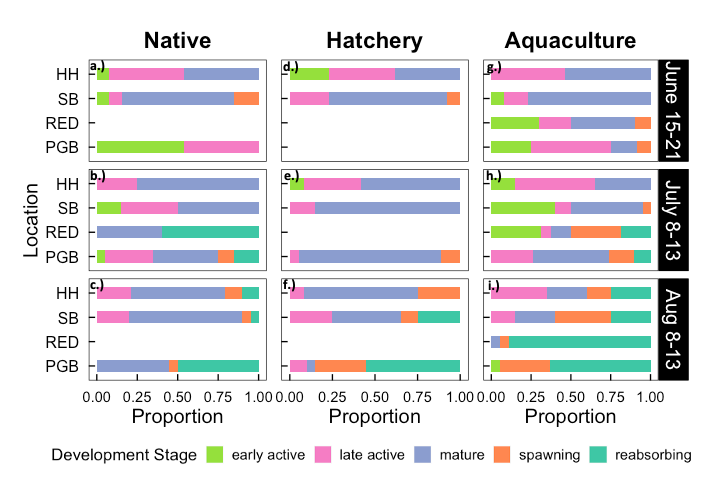 Native Hatchery Aquaculture
a.) d.) g.)
HH
SB
RED
PGB
June 15-21
b.) e.) h.)
HH
SB
RED
PGB
July 8-13
c.) f.) i.)
HH
SB
RED
PGB
Aug 8-13
Location
0.00 0.25 0.50 0.75 1.00 0.00 0.25 0.50 0.75 1.00 0.00 0.25 0.50 0.75 1.00
Proportion Proportion Proportion
Development Stage early active late active mature spawning reabsorbing